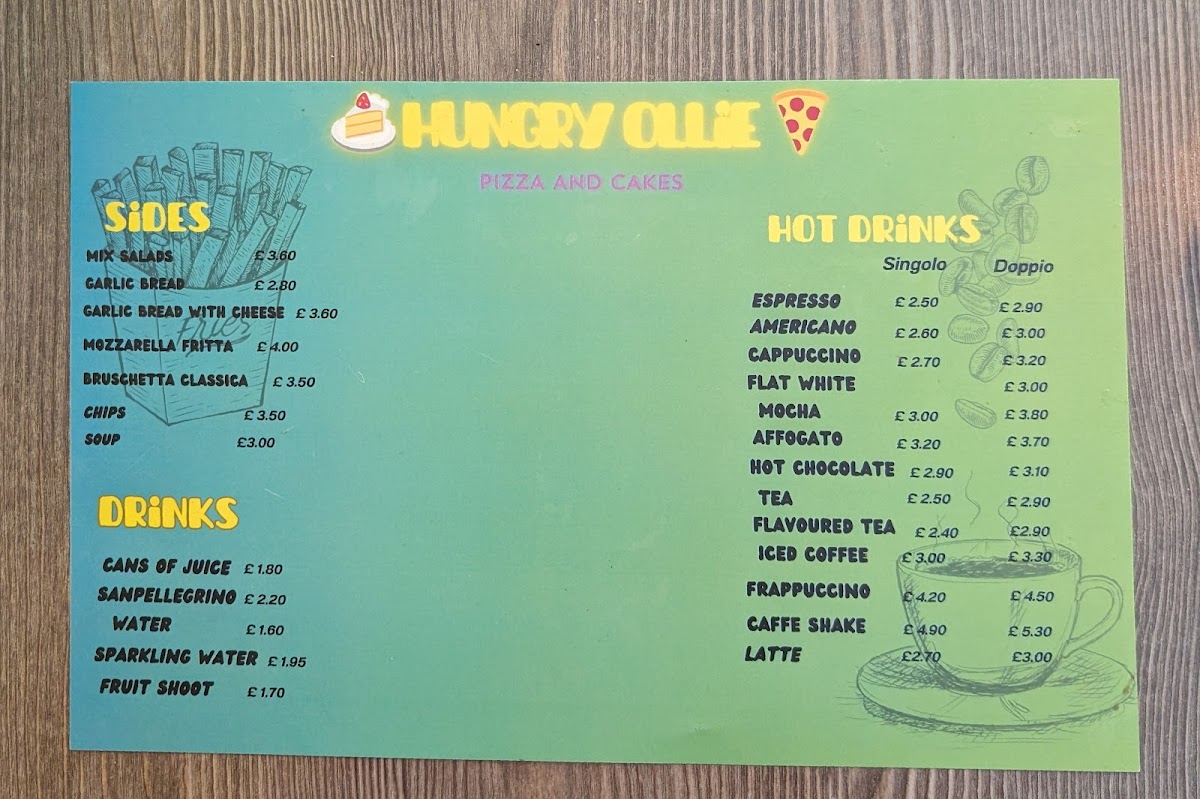 HUNGRY OLLiE
PIZZA AND CAKES
SiDES
MIX SALADS £3.60
GARLIC BREAD £2.80
GARLIC BREAD WITH CHEESE £3.60
MOZZARELLA FRITTA £4.00
BRUSCHETTA CLASSICA £3.50
CHIPS £3.50
SOUP £3.00
Fries
DRiNKS
CANS OF JUICE £1.80
SANPELLEGRINO £2.20
WATER £1.60
SPARKLING WATER £1.95
FRUIT SHOOT £1.70
HOT DRiNKS
Singolo Doppio
ESPRESSO £2.50 £2.90
AMERICANO £2.60 £3.00
CAPPUCCINO £2.70 £3.20
FLAT WHITE £3.00
MOCHA £3.00 £3.80
AFFOGATO £3.20 £3.70
HOT CHOCOLATE £2.90 £3.10
TEA £2.50 £2.90
FLAVOURED TEA £2.40 £2.90
ICED COFFEE £3.00 £3.30
FRAPPUCCINO £4.20 £4.50
CAFFE SHAKE £4.90 £5.30
LATTE £2.70 £3.00